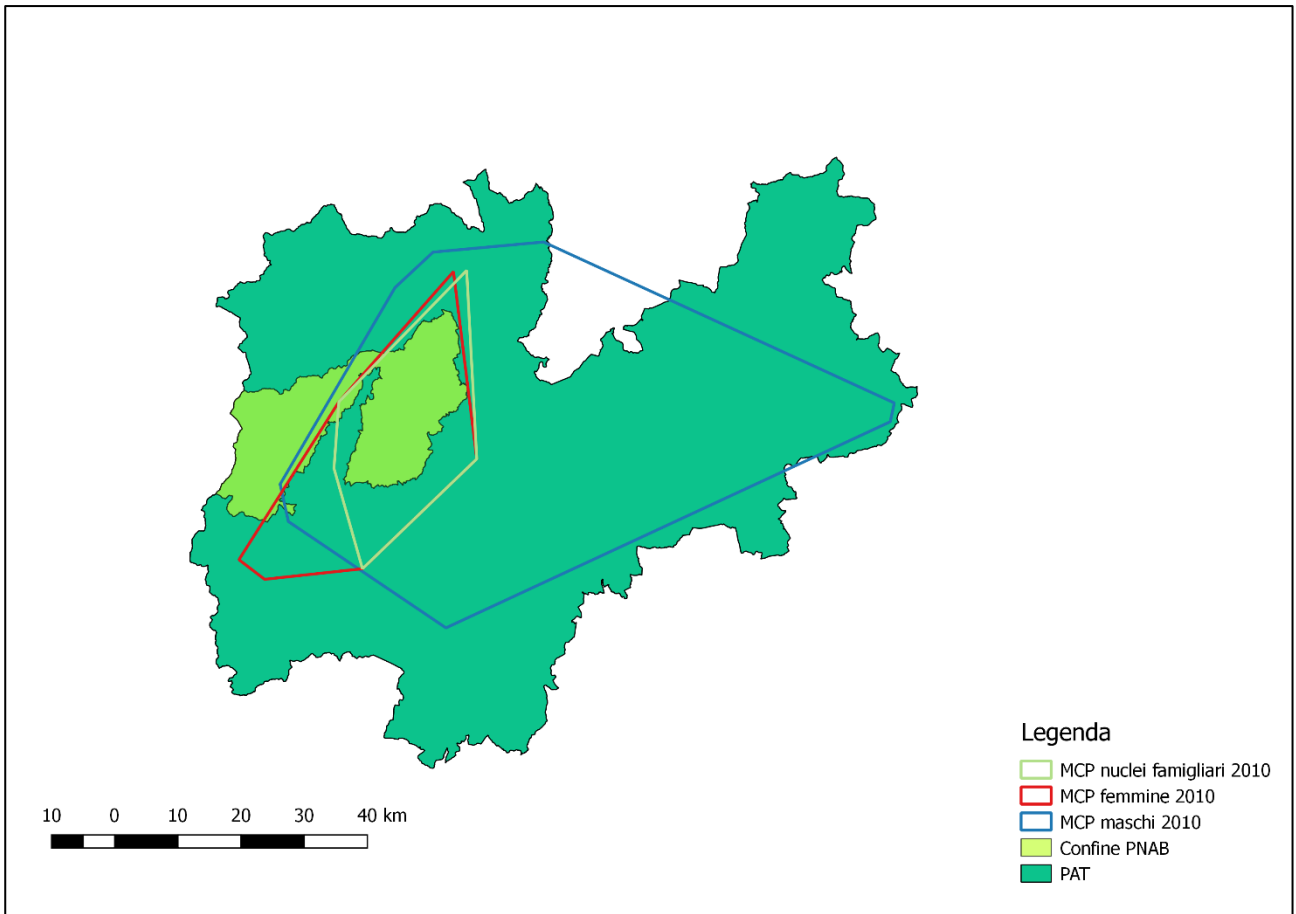 Legenda
MCP nuclei famigliari 2010
MCP femmine 2010
MCP maschi 2010
Confine PNAB
PAT
10 0 10 20 30 40 km